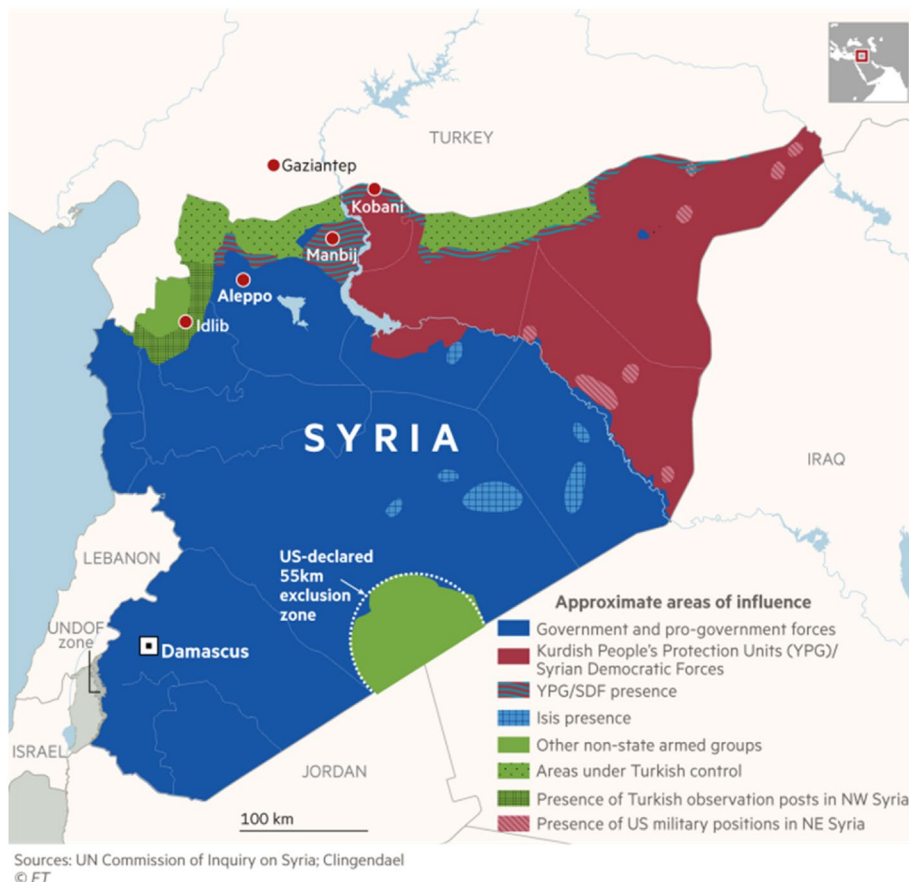 TURKEY
Gaziantep
Kobani
Manbij
Aleppo
Idlib
SYRIA
IRAQ
LEBANON
US-declared
55km
exclusion
zone
UNDOF
zone
Damascus
ISRAEL
JORDAN
100 km
Approximate areas of influence
Government and pro-government forces
Kurdish People's Protection Units (YPG)/
Syrian Democratic Forces
YPG/SDF presence
Isis presence
Other non-state armed groups
Areas under Turkish control
Presence of Turkish observation posts in NW Syria
Presence of US military positions in NE Syria
Sources: UN Commission of Inquiry on Syria; Clingendael
© FT